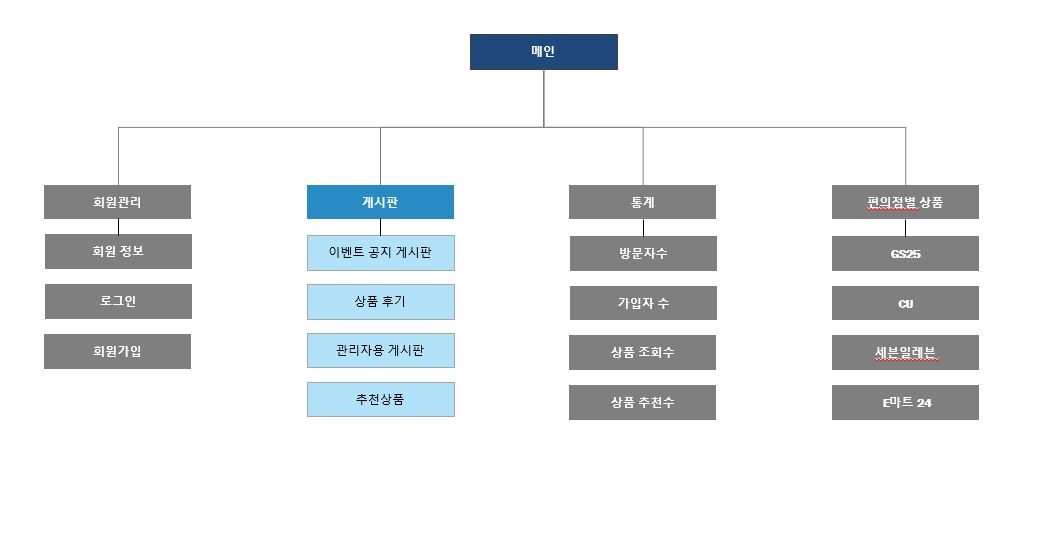 메인
회원관리
회원 정보
로그인
회원가입
게시판
이벤트 공지 게시판
상품 후기
관리자용 게시판
추천상품
통계
방문자수
가입자 수
상품 조회수
상품 추천수
편의점별 상품
GS25
CU
세븐일레븐
E마트 24